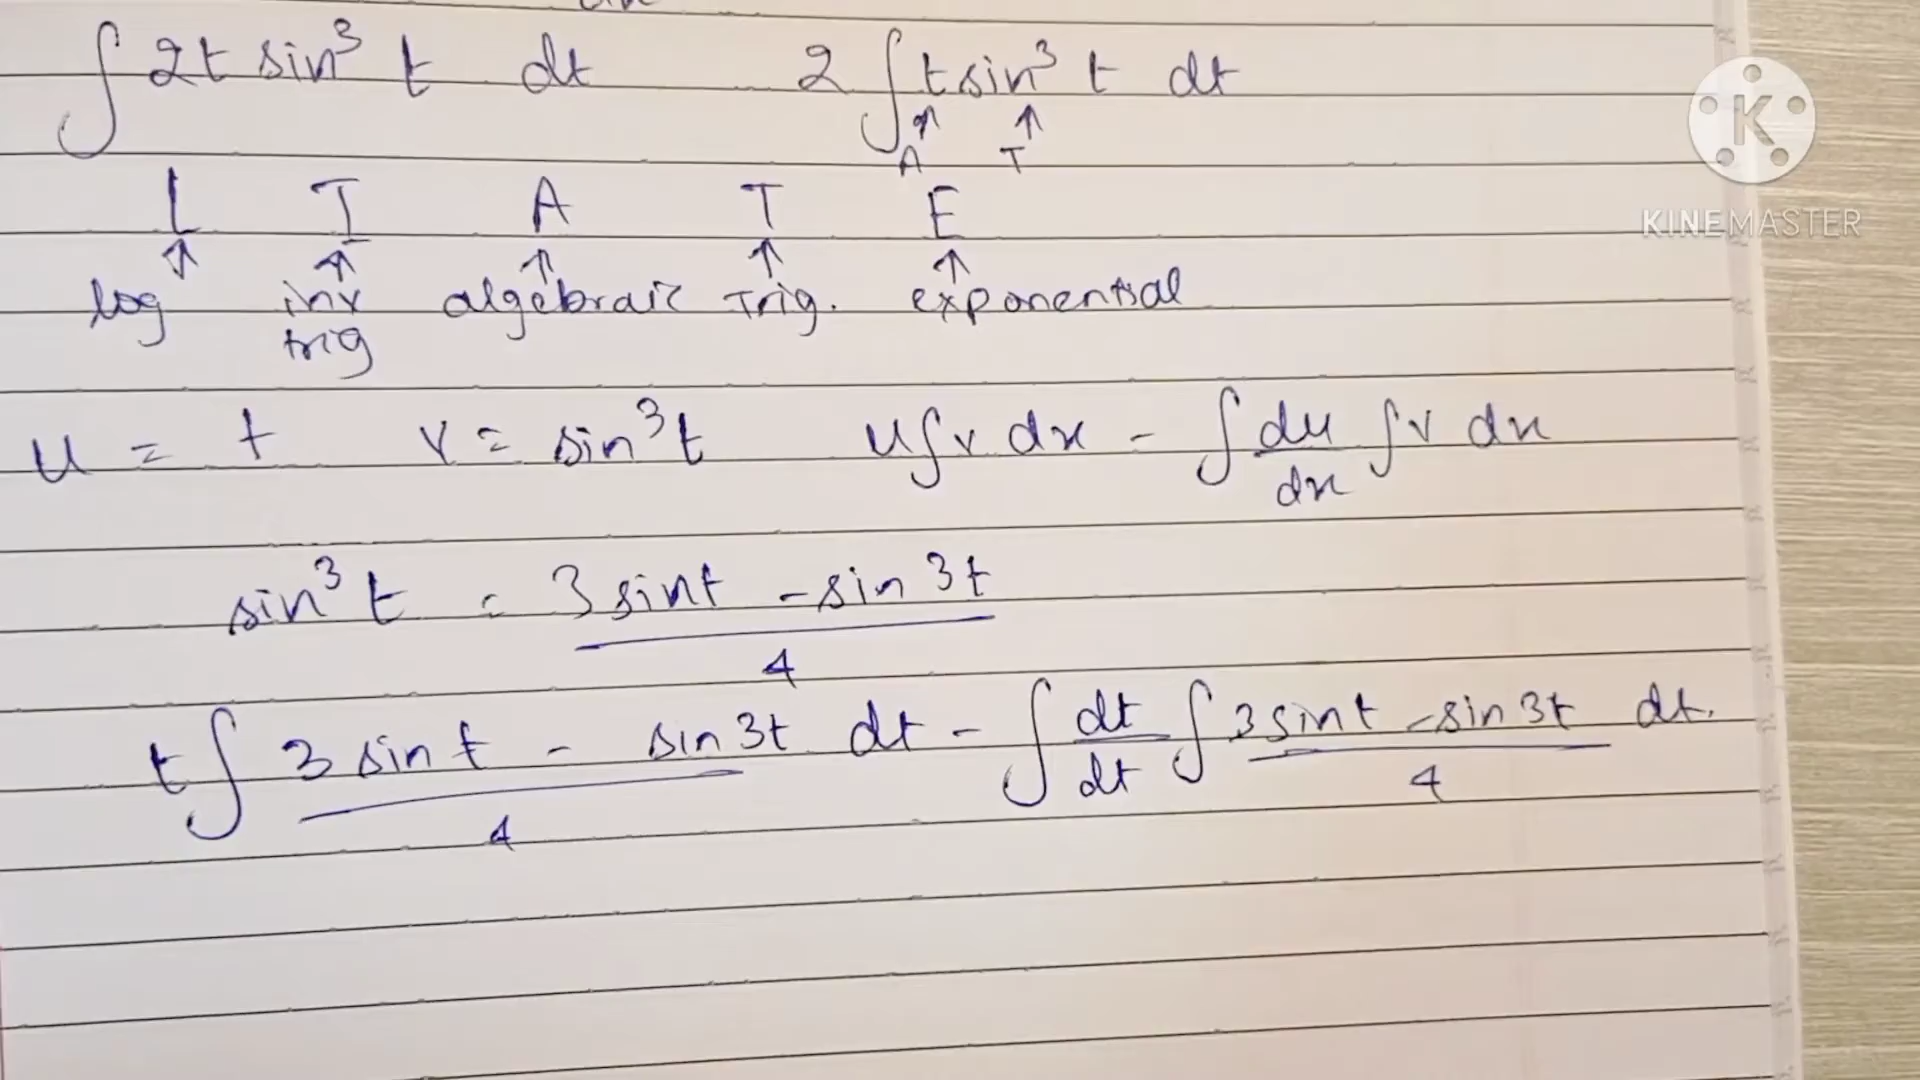 ∫ 2t sin³ t dt 2 ∫ t sin³ t dt
A T
L I A T E
log inv trig algebraic Trig. exponential
u = t v = sin³t u∫v dx - ∫ du/dx ∫v dx
sin³ t = 3 sint - sin 3t / 4
t ∫ 3 sin t - sin 3t / 4 dt - ∫ dt/dt ∫ 3 sint - sin 3t / 4 dt.
K
KINEMASTER